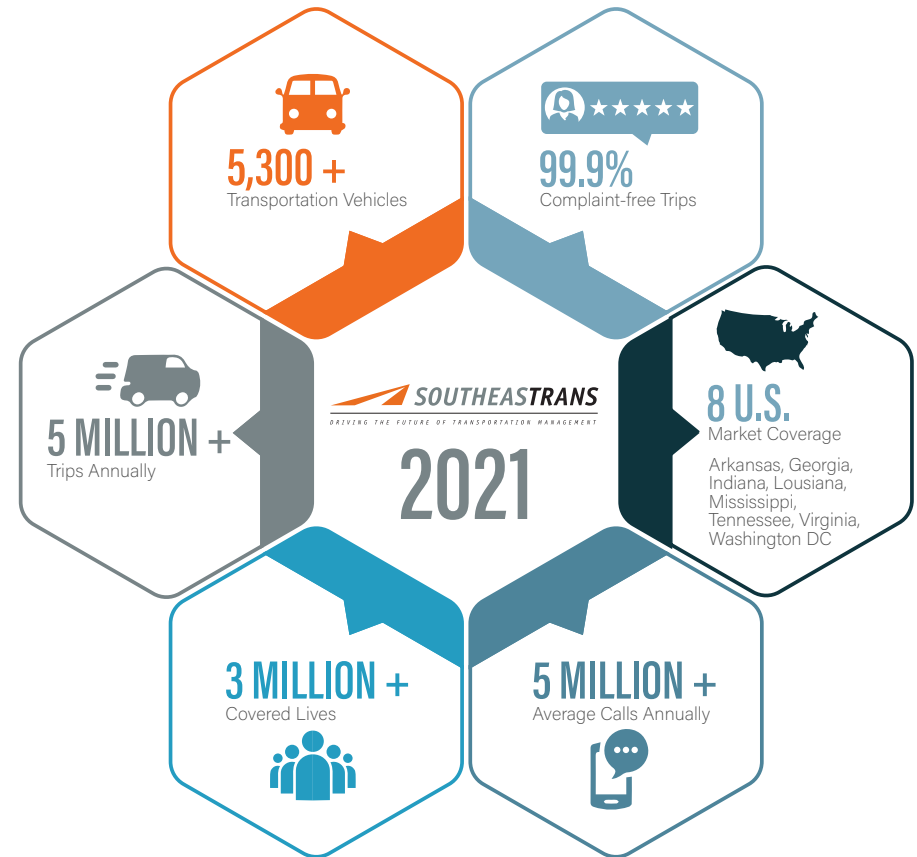 5,300 +
Transportation Vehicles
99.9%
Complaint-free Trips
5 MILLION +
Trips Annually
SOUTHEASTRANS
DRIVING THE FUTURE OF TRANSPORTATION MANAGEMENT
2021
8 U.S.
Market Coverage
Arkansas, Georgia,
Indiana, Lousiana,
Mississippi,
Tennessee, Virginia,
Washington DC
3 MILLION +
Covered Lives
5 MILLION +
Average Calls Annually